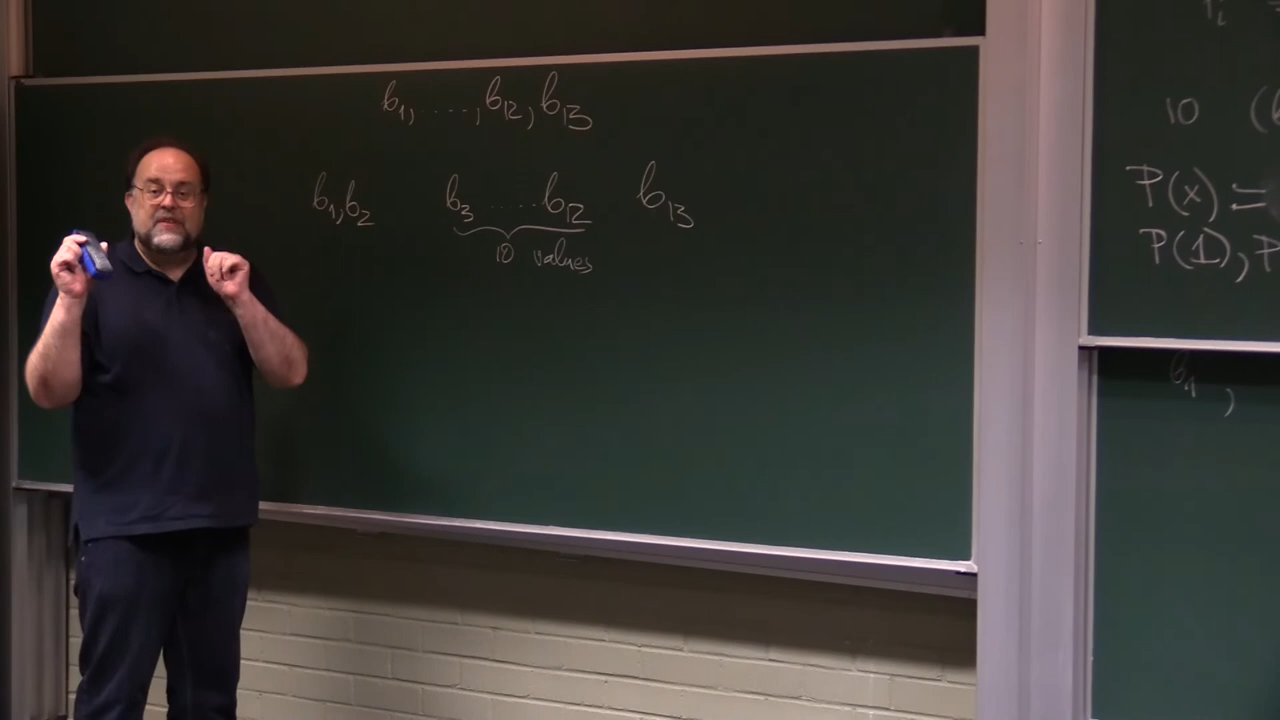 b₁, ....., b₁₂, b₁₃
b₁, b₂ b₃ ..... b₁₂ b₁₃
10 values
10 (
P(x) =
P(1), P
b₁ ,